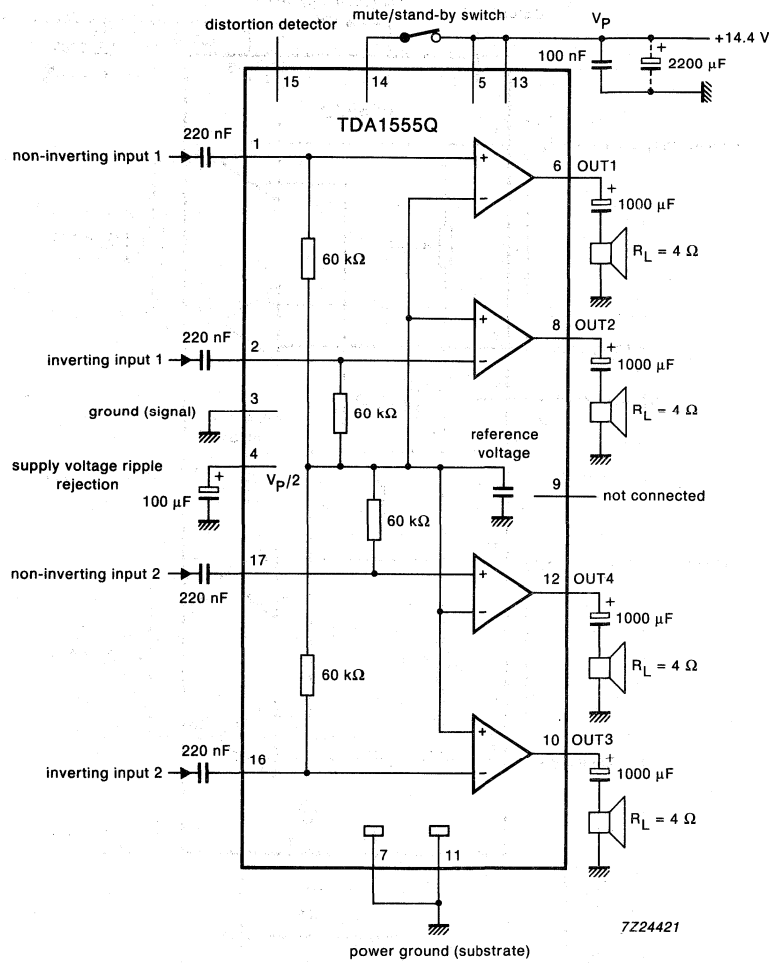 distortion detector
mute/stand-by switch
V_P
+14.4 V
100 nF
2200 µF
+
15
14
5
13
TDA1555Q
220 nF
non-inverting input 1
1
+
−
6
OUT1
+
1000 µF
60 kΩ
R_L = 4 Ω
220 nF
inverting input 1
2
+
−
8
OUT2
+
1000 µF
3
ground (signal)
60 kΩ
R_L = 4 Ω
4
supply voltage ripple
rejection
+
100 µF
V_P/2
reference
voltage
9
not connected
60 kΩ
17
non-inverting input 2
220 nF
+
−
12
OUT4
+
1000 µF
60 kΩ
R_L = 4 Ω
220 nF
inverting input 2
16
+
−
10
OUT3
+
1000 µF
R_L = 4 Ω
7
11
7Z24421
power ground (substrate)